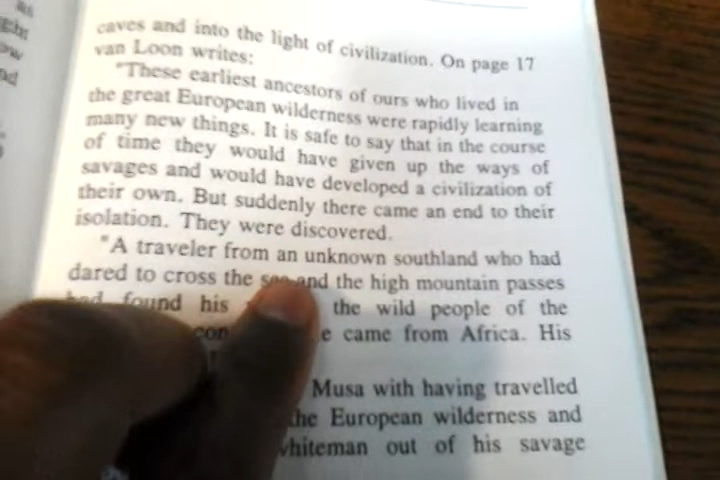 caves and into the light of civilization. On page 17
van Loon writes:
"These earliest ancestors of ours who lived in
the great European wilderness were rapidly learning
many new things. It is safe to say that in the course
of time they would have given up the ways of
savages and would have developed a civilization of
their own. But suddenly there came an end to their
isolation. They were discovered.
"A traveler from an unknown southland who had
dared to cross the sea and the high mountain passes
had found his the wild people of the
came from Africa. His
Musa with having travelled
the European wilderness and
whiteman out of his savage